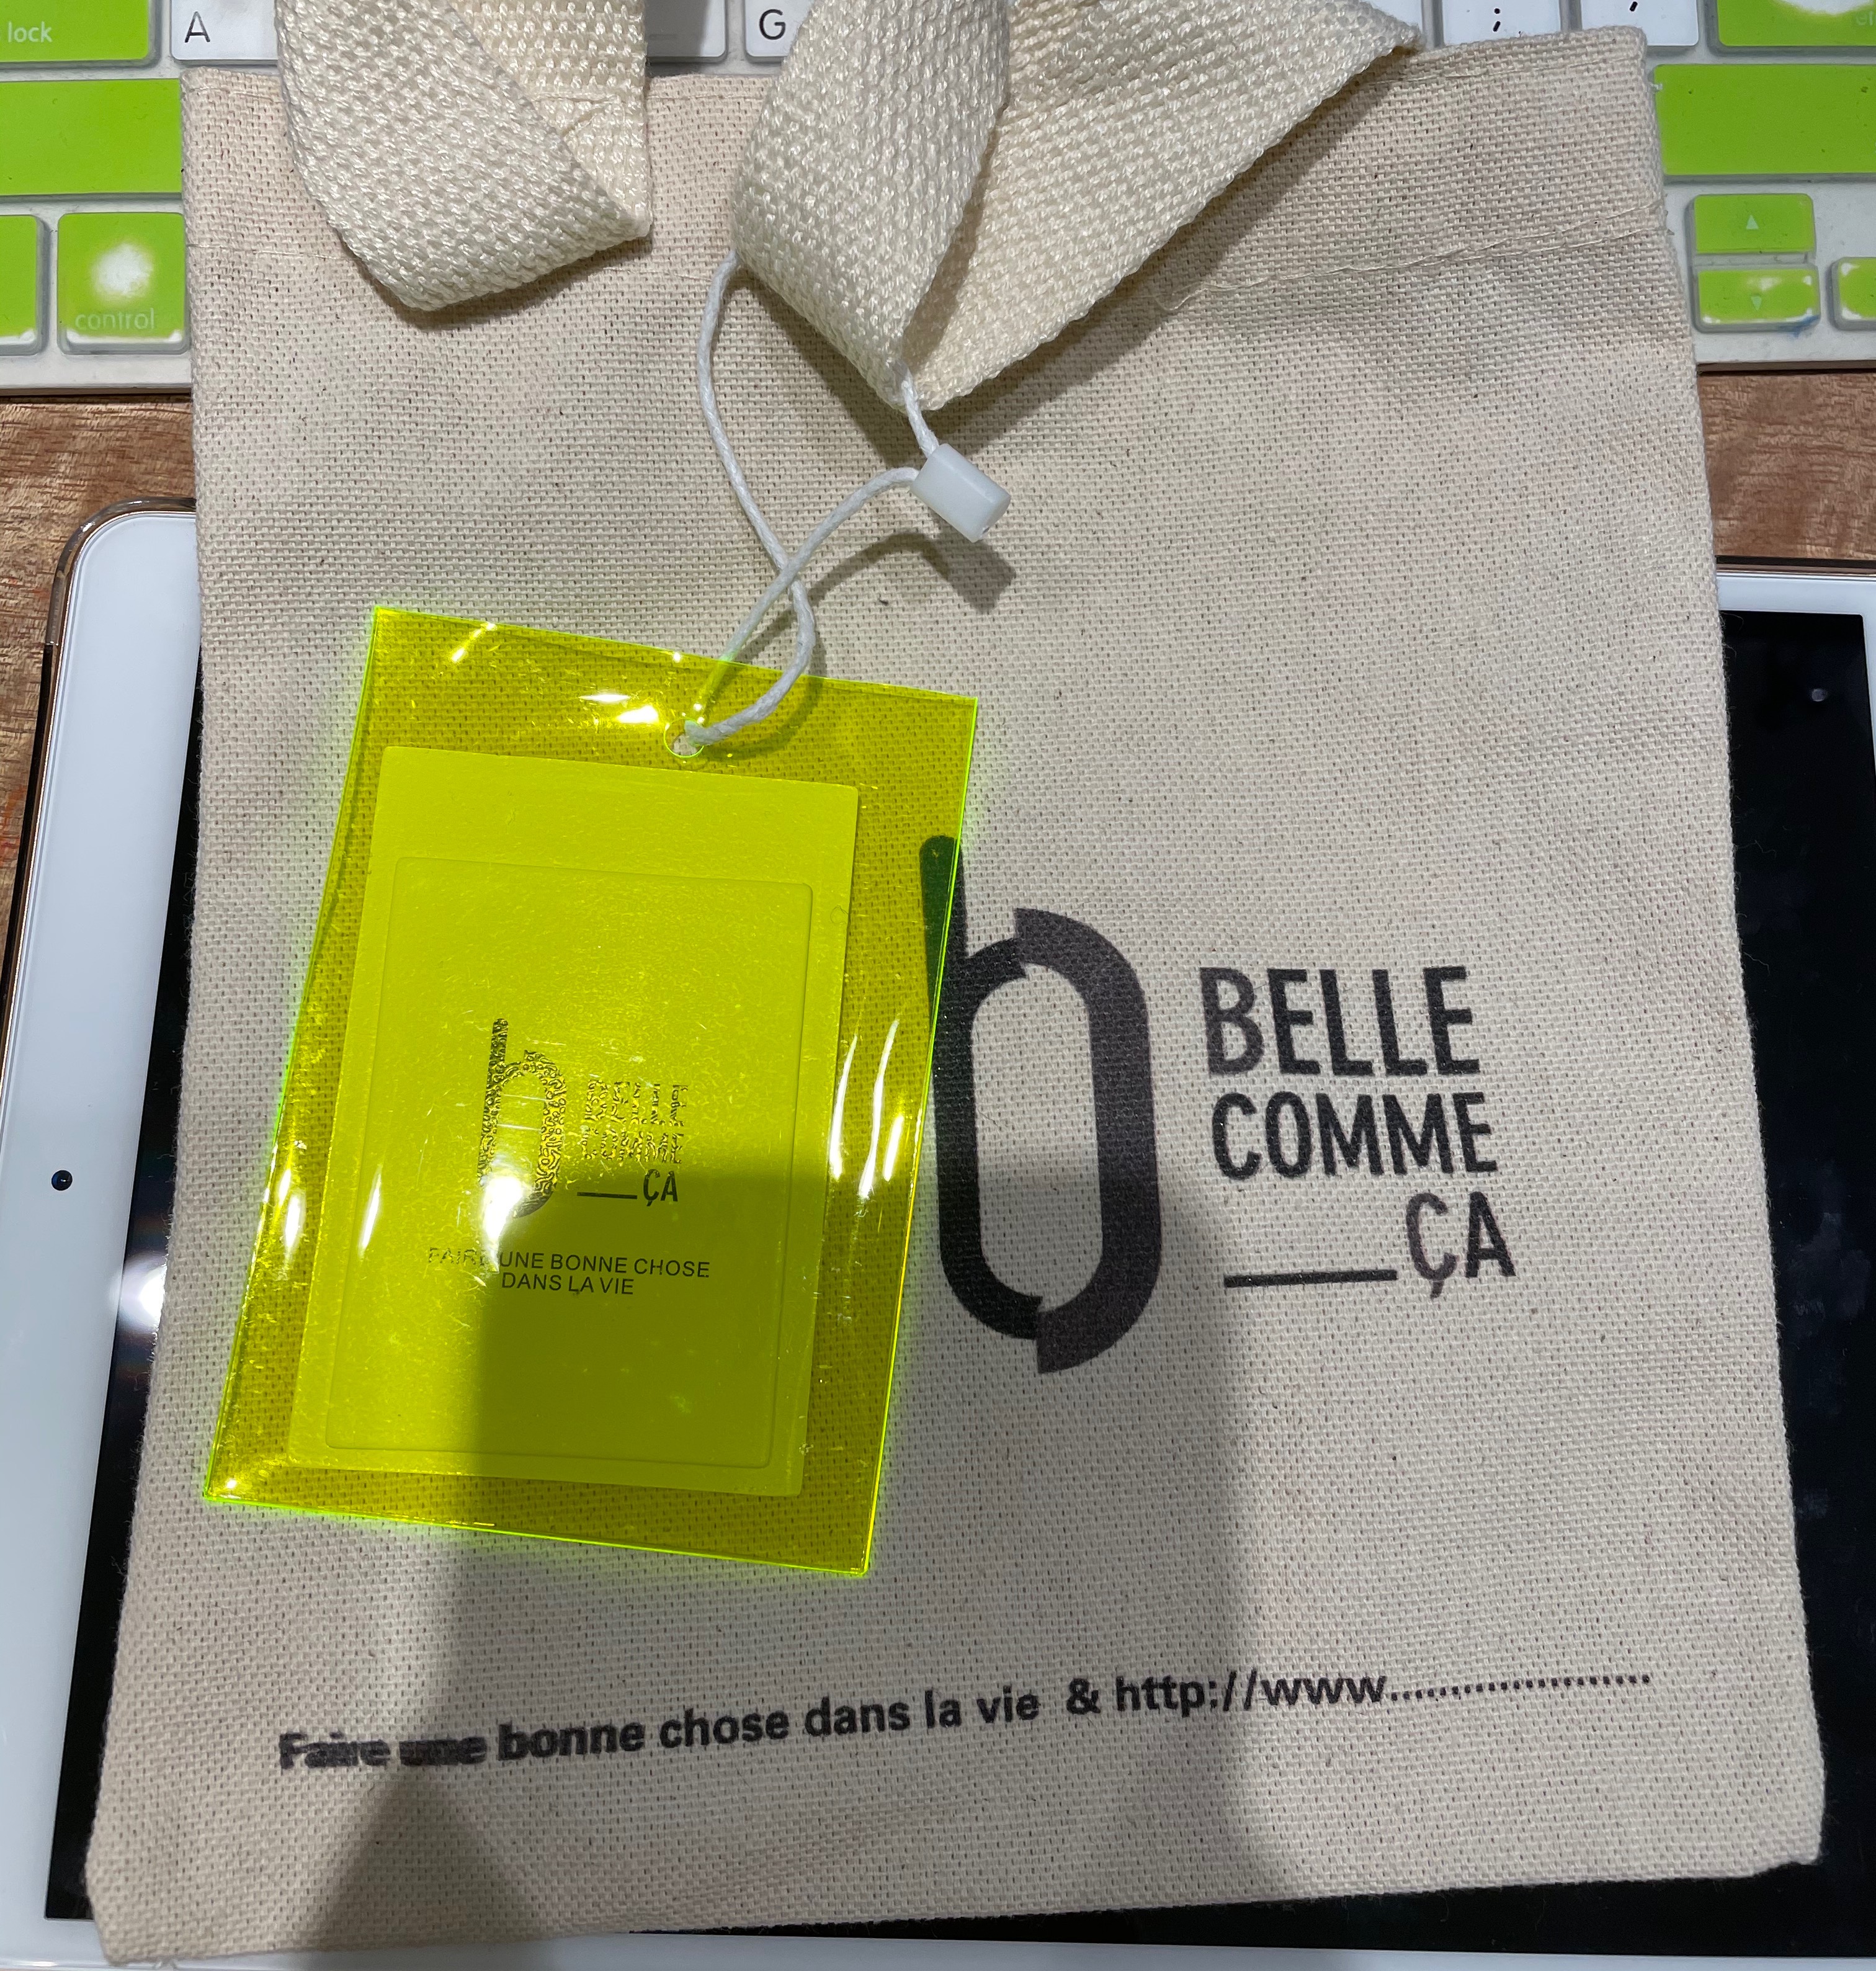 lock
A
G
;
control
b
BELLE
COMME
ÇA
b
ÇA
FAIRE UNE BONNE CHOSE
DANS LA VIE
Faire une bonne chose dans la vie & http://www.....................